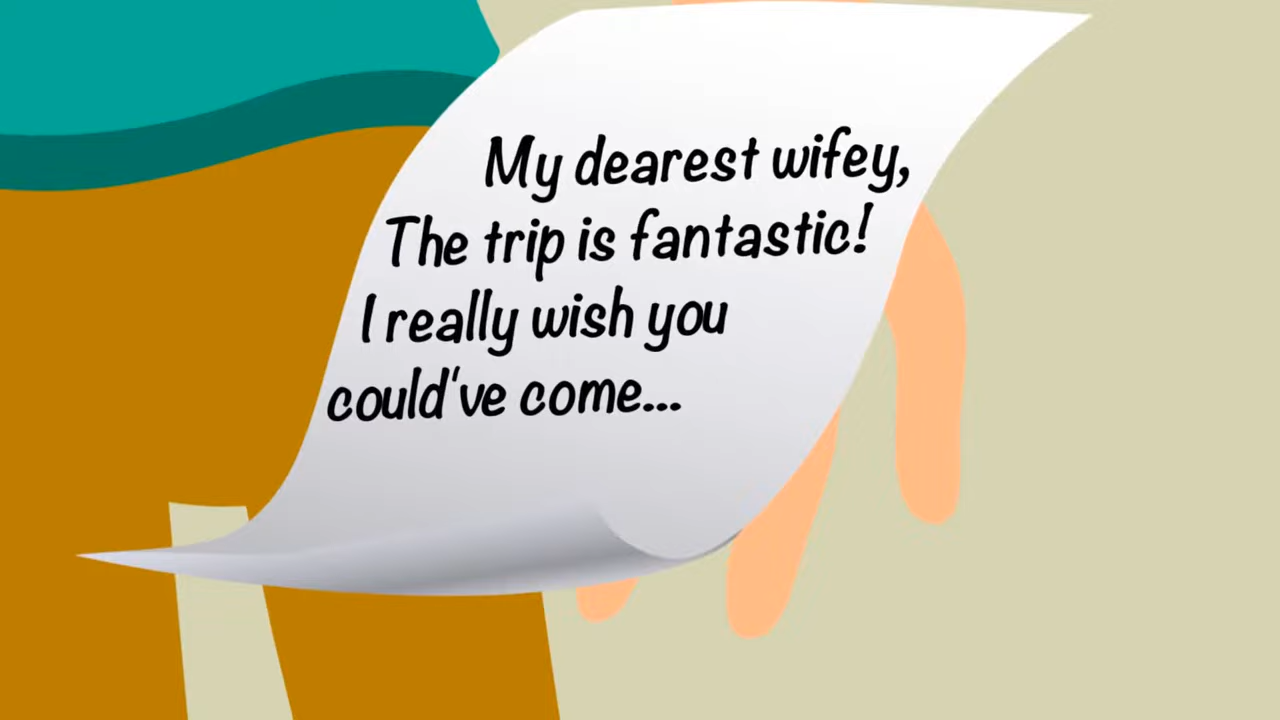 My dearest wifey,
The trip is fantastic!
I really wish you
could've come...